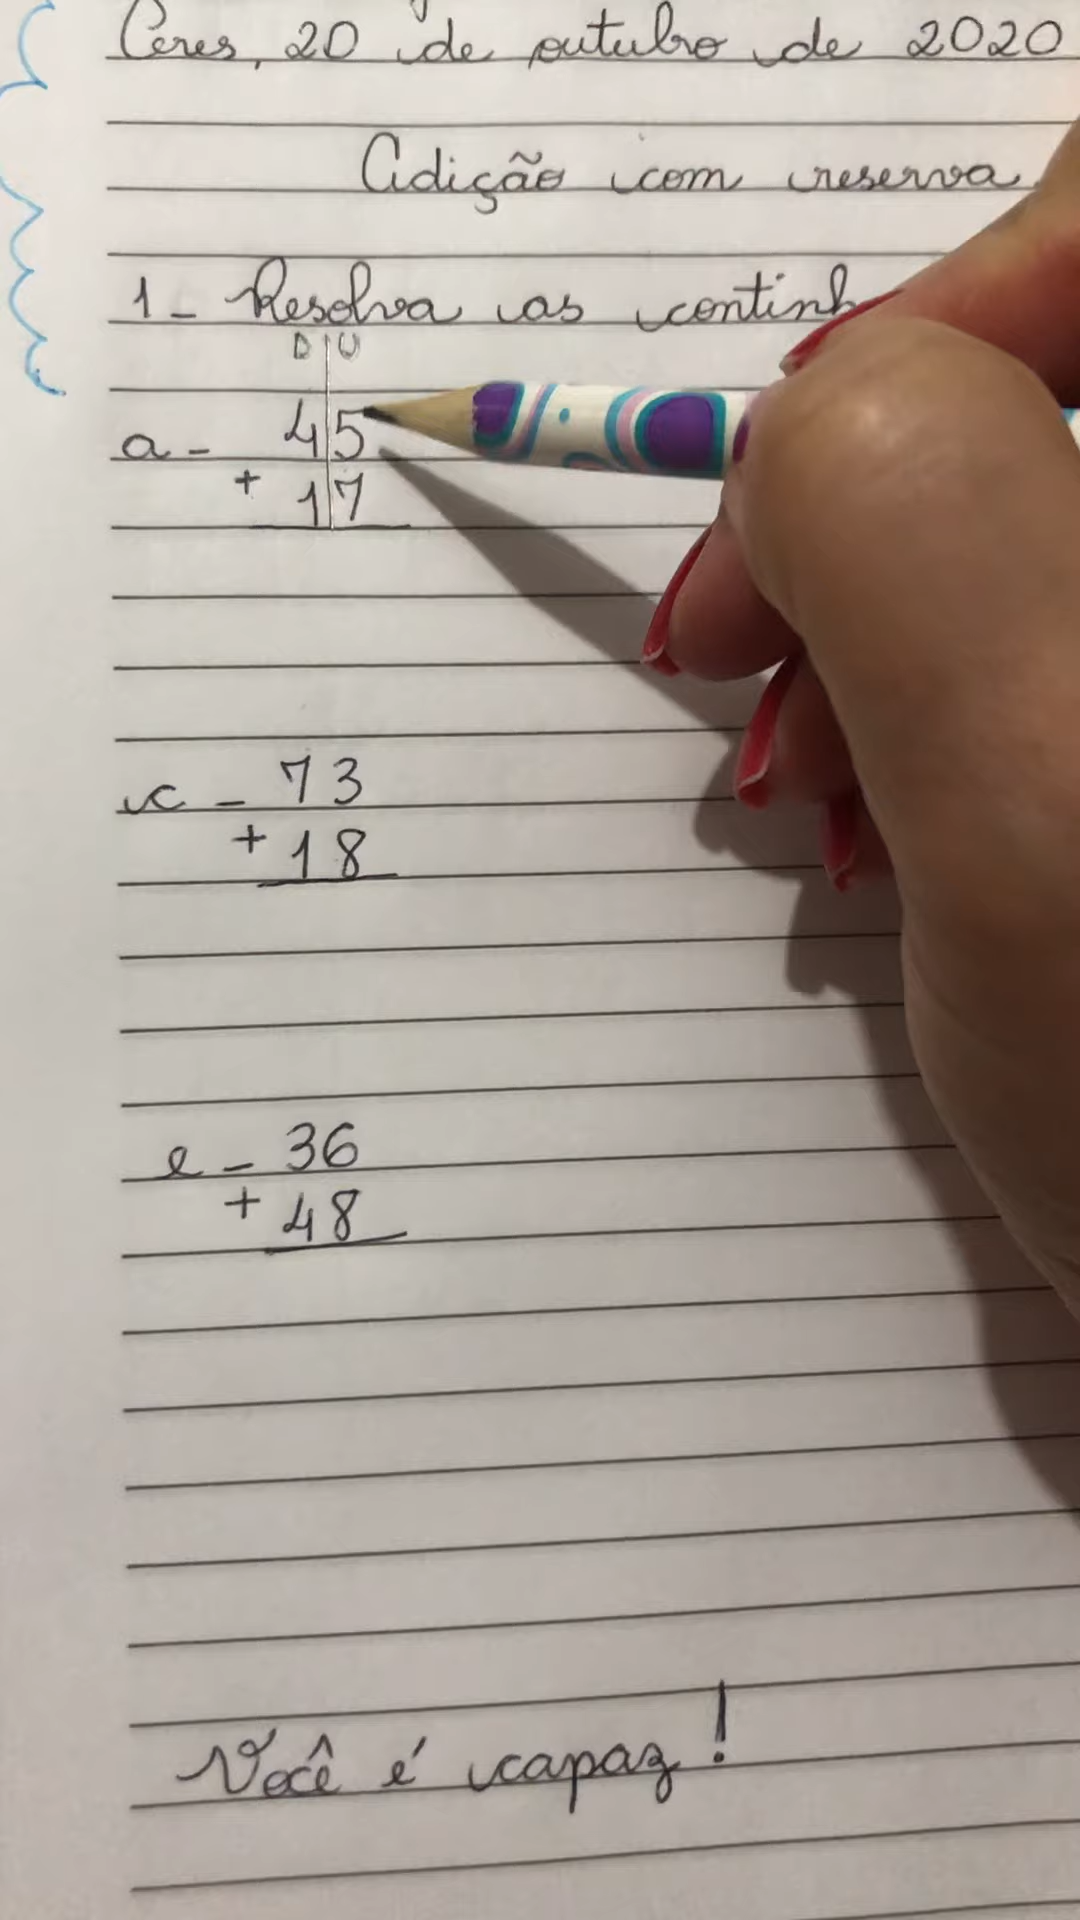 Ceres, 20 de outubro de 2020
Adição com reserva
1 - Resolva as
D U
a - 45
+ 17
c - 73
+ 18
e - 36
+ 48
Você é capaz!